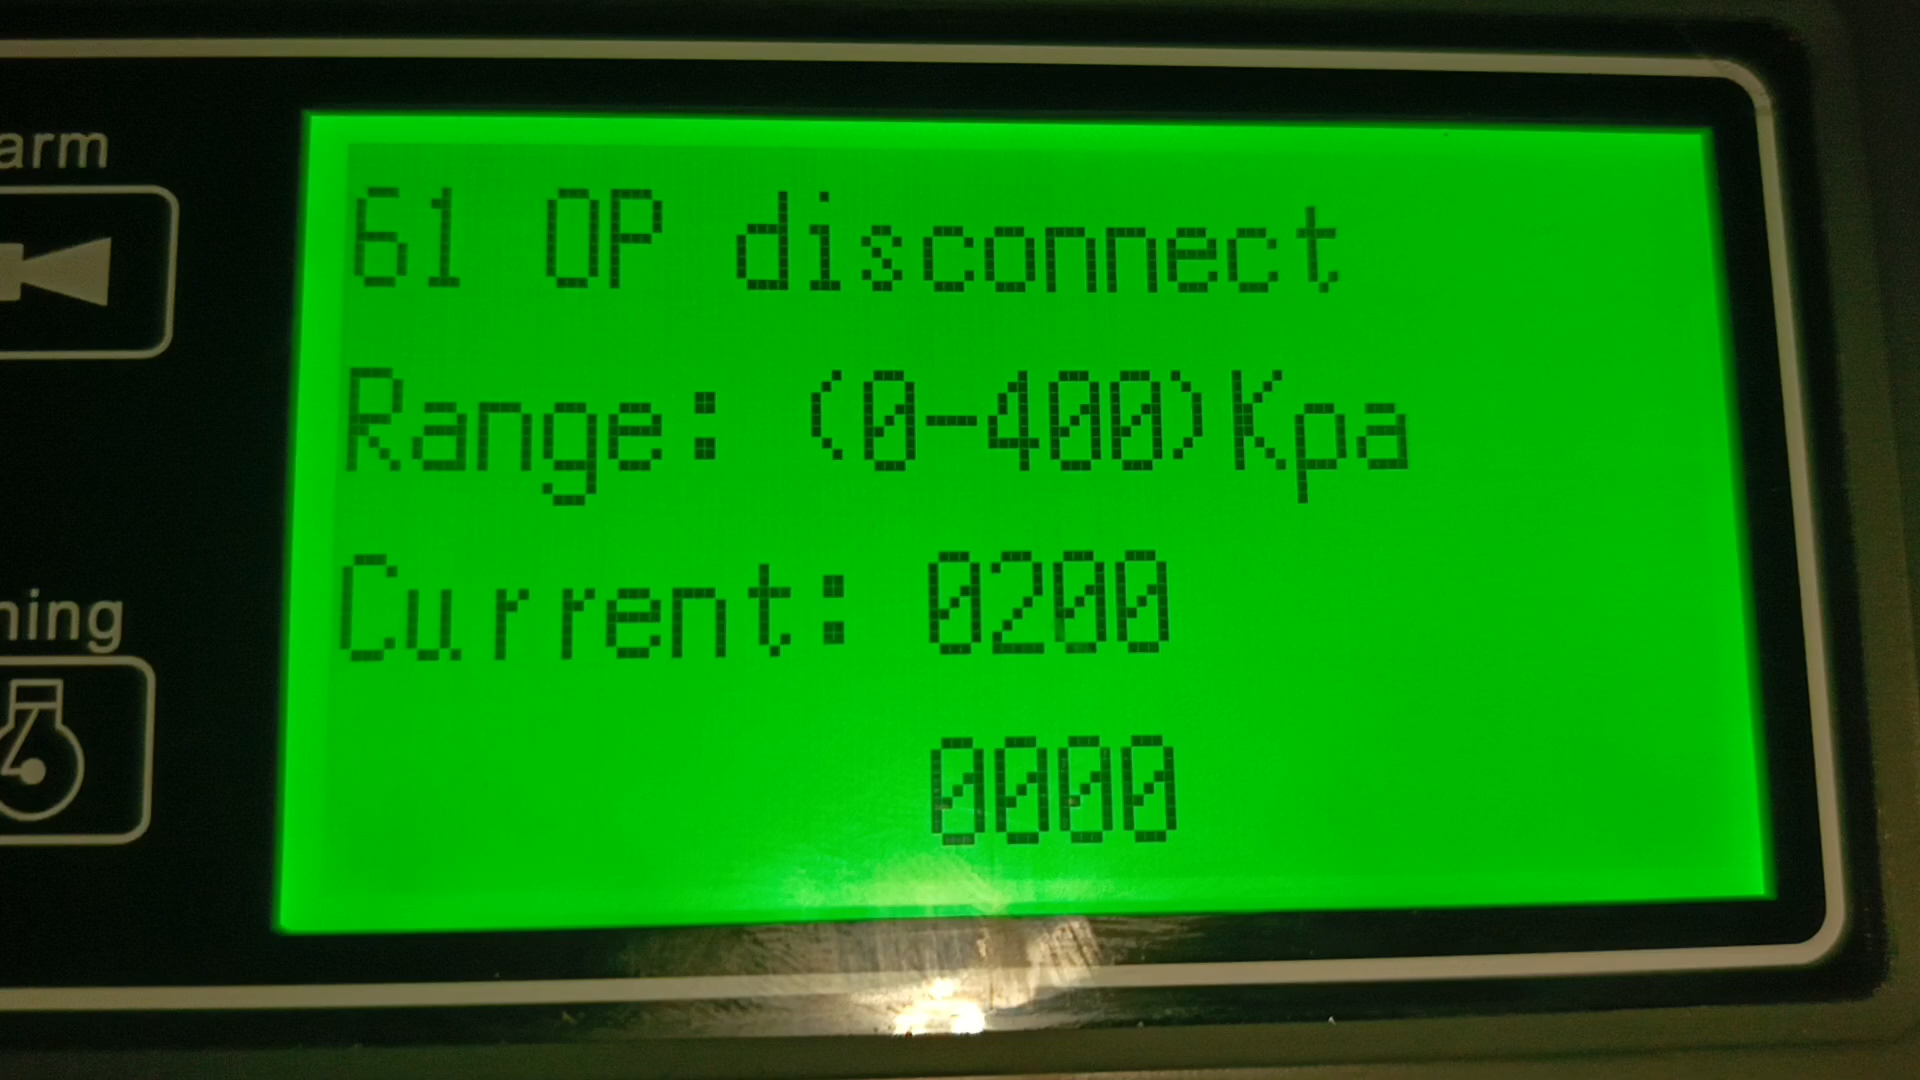 arm
61 OP disconnect
Range: (0-400)Kpa
Current: 0200
ning
0000